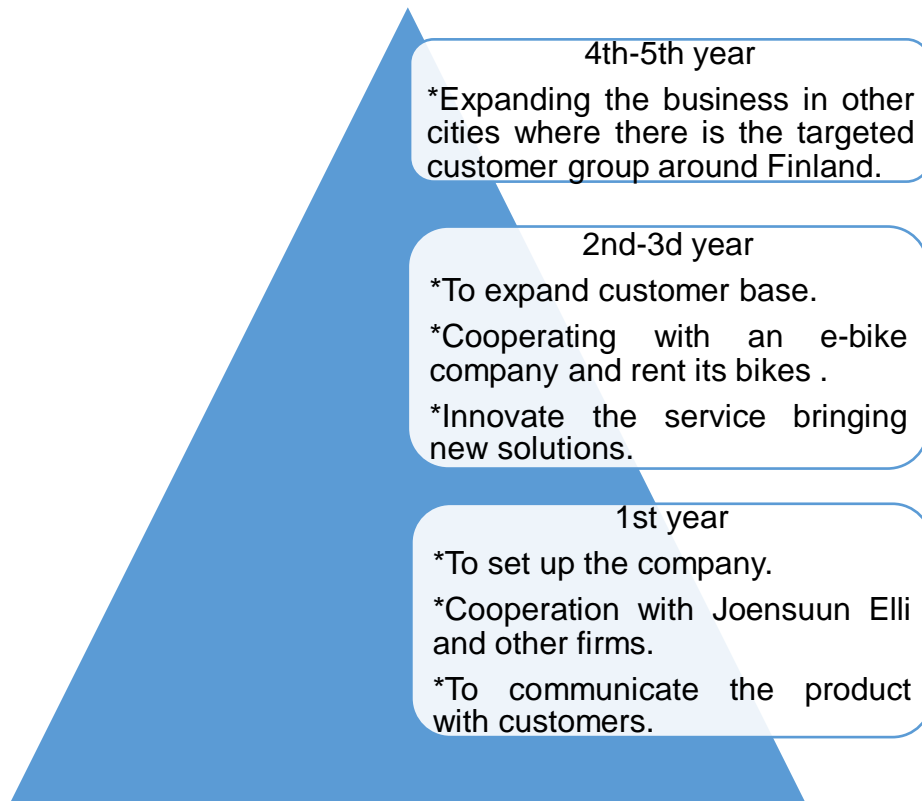 4th-5th year
*Expanding the business in other
cities where there is the targeted
customer group around Finland.
2nd-3d year
*To expand customer base.
*Cooperating with an e-bike
company and rent its bikes .
*Innovate the service bringing
new solutions.
1st year
*To set up the company.
*Cooperation with Joensuun Elli
and other firms.
*To communicate the product
with customers.